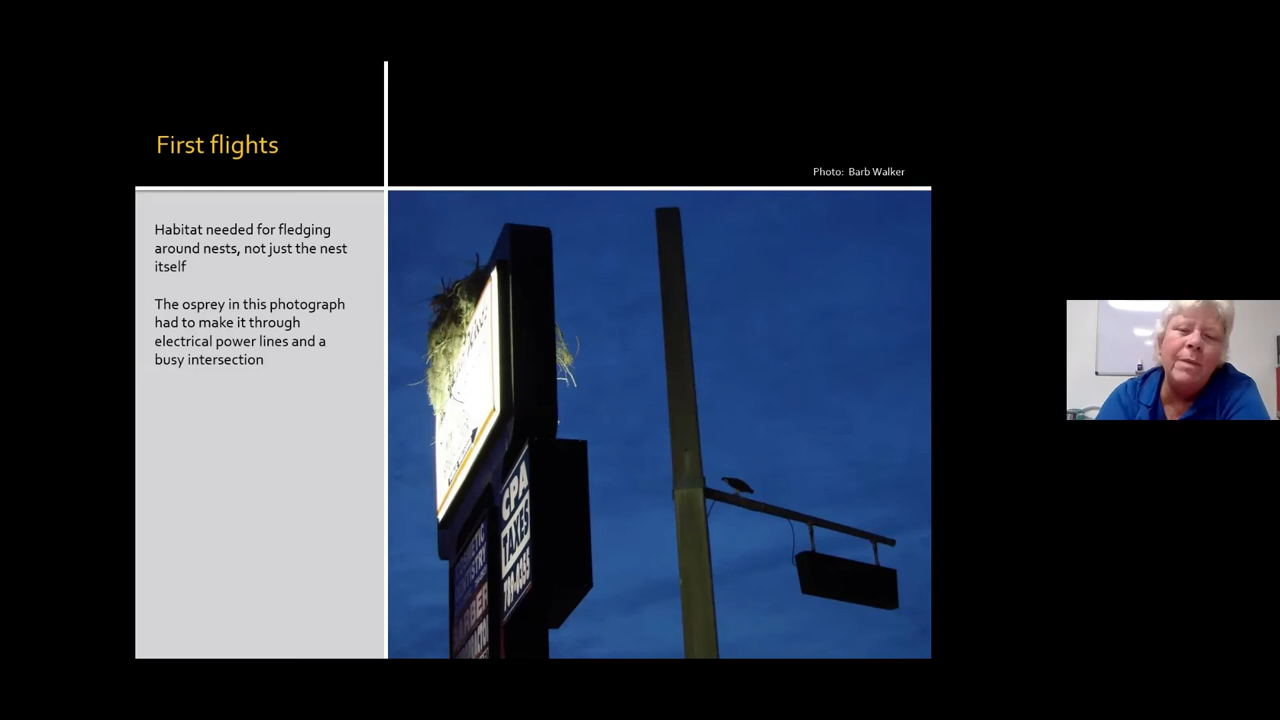 First flights
Photo: Barb Walker
Habitat needed for fledging
around nests, not just the nest
itself
The osprey in this photograph
had to make it through
electrical power lines and a
busy intersection
CPA
TAXES